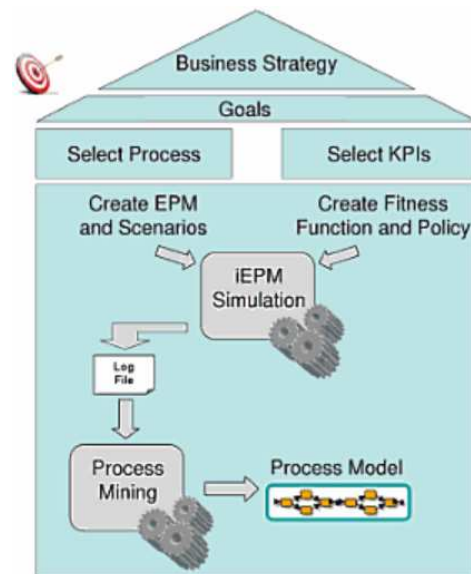 Business Strategy
Goals
Select Process
Select KPIs
Create EPM
and Scenarios
Create Fitness
Function and Policy
iEPM
Simulation
Log
File
Process
Mining
Process Model